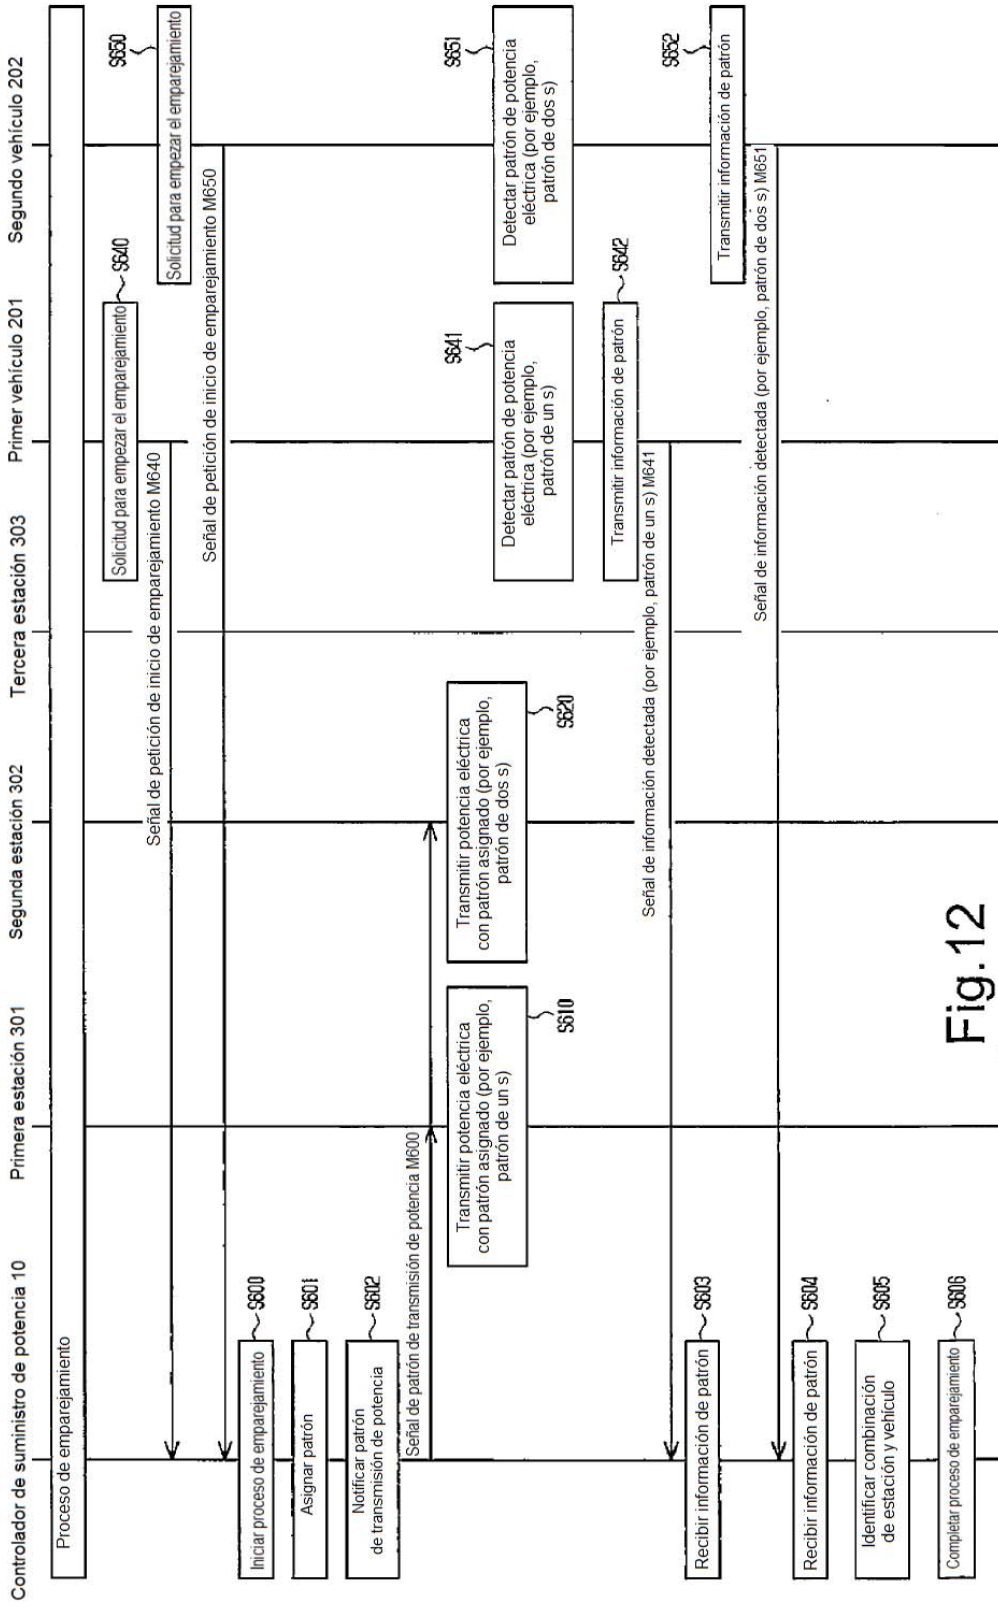 Controlador de suministro de potencia 10
Primera estación 301
Segunda estación 302
Tercera estación 303
Primer vehículo 201
Segundo vehículo 202
Proceso de emparejamiento
S640
Solicitud para empezar el emparejamiento
S650
Solicitud para empezar el emparejamiento
Señal de petición de inicio de emparejamiento M640
Señal de petición de inicio de emparejamiento M650
Iniciar proceso de emparejamiento
S600
Asignar patrón
S601
Notificar patrón
de transmisión de potencia
S602
Señal de patrón de transmisión de potencia M600
Transmitir potencia eléctrica
con patrón asignado (por ejemplo,
patrón de un s)
S610
Transmitir potencia eléctrica
con patrón asignado (por ejemplo,
patrón de dos s)
S620
S641
Detectar patrón de potencia
eléctrica (por ejemplo,
patrón de un s)
S651
Detectar patrón de potencia
eléctrica (por ejemplo,
patrón de dos s)
Transmitir información de patrón
S642
Señal de información detectada (por ejemplo, patrón de un s) M641
Recibir información de patrón
S603
S652
Transmitir información de patrón
Señal de información detectada (por ejemplo, patrón de dos s) M651
Recibir información de patrón
S604
Identificar combinación
de estación y vehículo
S605
Completar proceso de emparejamiento
S606
Fig.12